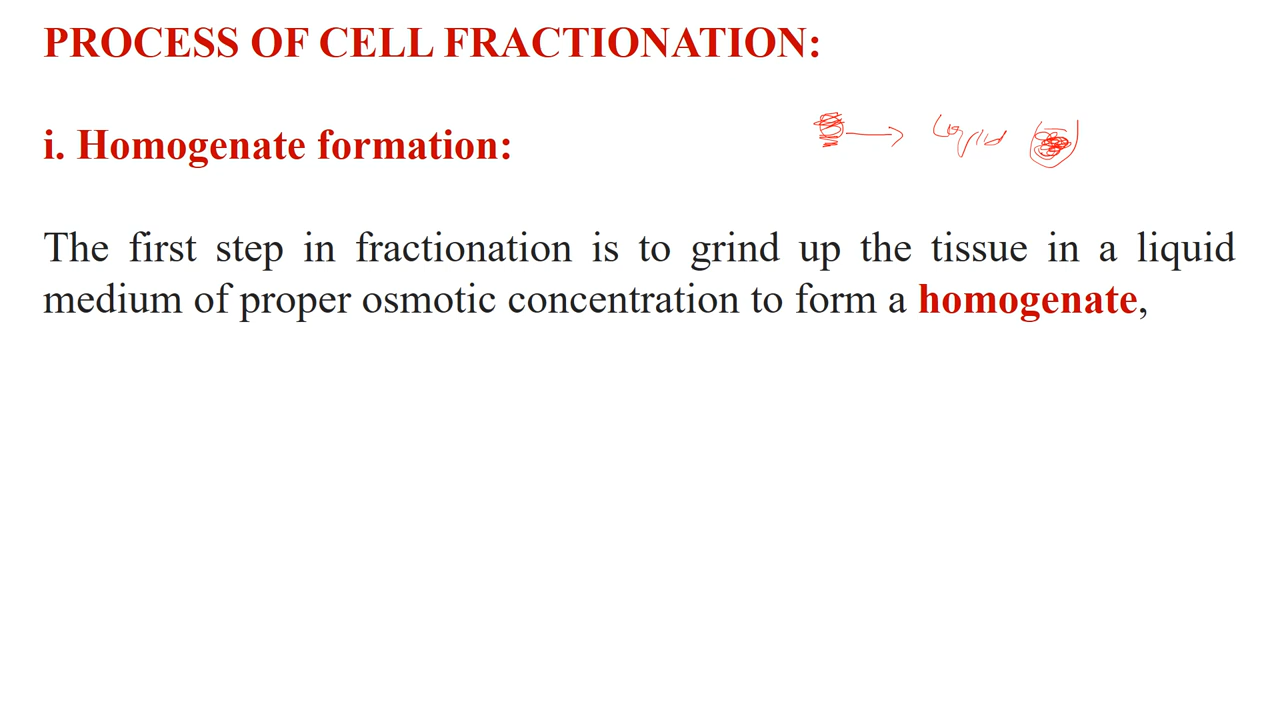 PROCESS OF CELL FRACTIONATION:
i. Homogenate formation:
Liquid
The first step in fractionation is to grind up the tissue in a liquid
medium of proper osmotic concentration to form a homogenate,